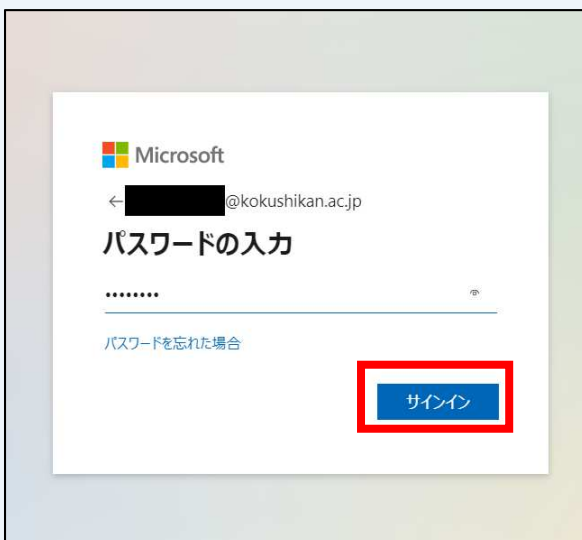 Microsoft
← @kokushikan.ac.jp
パスワードの入力
••••••••
パスワードを忘れた場合
サインイン